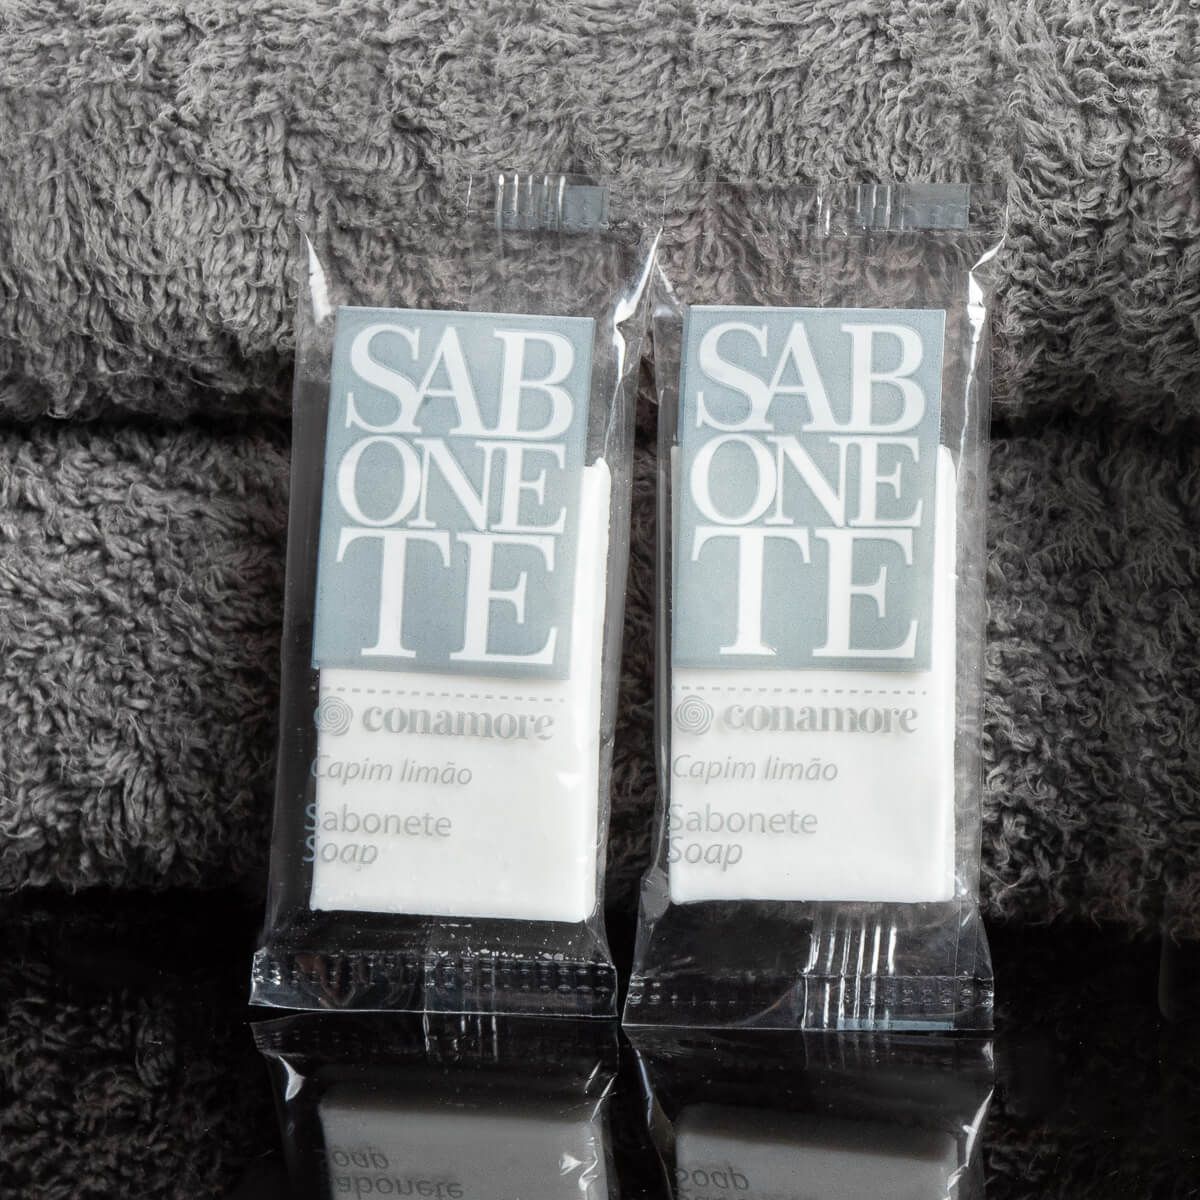 SAB
ONE
TE
conamore
Capim limão
Sabonete
Soap
SAB
ONE
TE
conamore
Capim limão
Sabonete
Soap